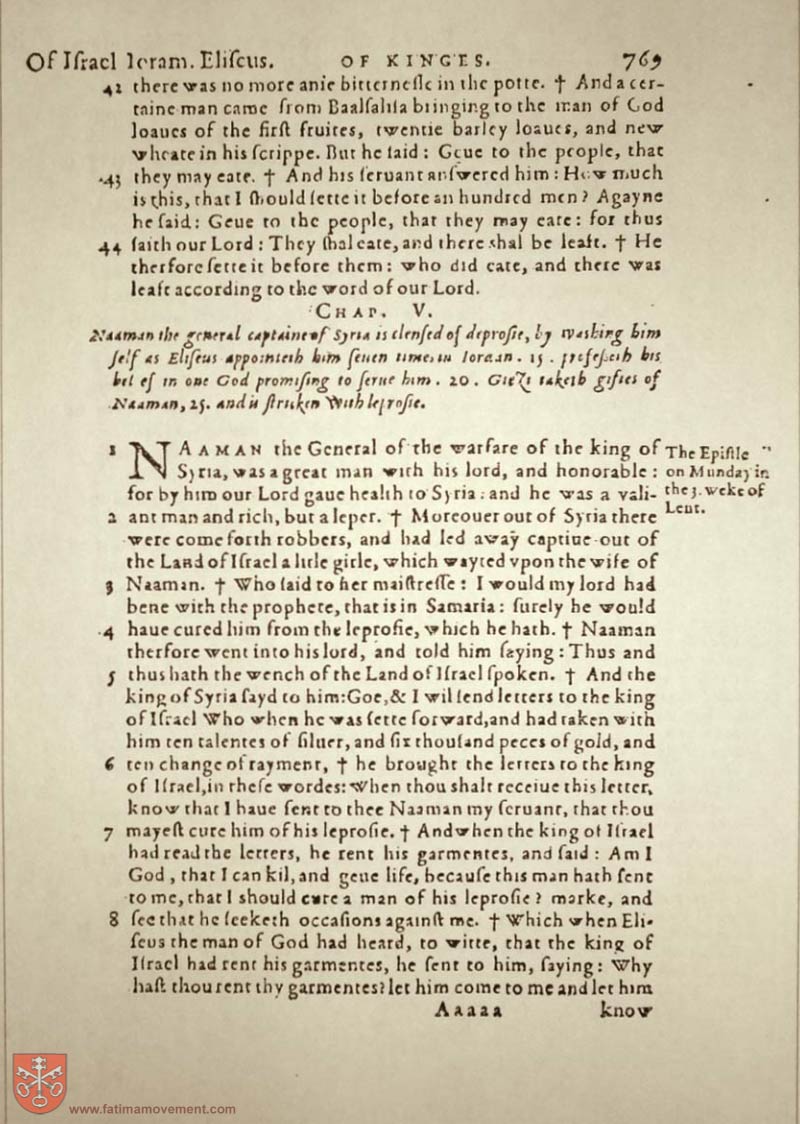 Of Iſrael Ioram. Eliſeus. OF KINGES. 769
42 there was no more anie bitterneſſe in the potte. † And a cer-
taine man came from Baalſaliſa bringing to the man of God
loaues of the firſt fruites, twentie barley loaues, and new
wheate in his ſcrippe. But he ſaid: Geue to the people, that
43 they may eate. † And his ſeruant anſwered him: How much
is this, that I ſhould ſette it before an hundred men? Agayne
he ſaid: Geue to the people, that they may eate: for thus
44 ſaith our Lord: They ſhal eate, and there shal be leaft. † He
therfore ſette it before them: who did eate, and there was
leaft according to the word of our Lord.
CHAP. V.
Naaman the general captaine of Syria is clenſed of leproſie, by waſhing him
ſelf as Eliſeus appointeth him ſeuen times in Iordan. 15. profeſſeth his
bel ef in one God promiſing to ſerue him. 20. Giezi taketh giftes of
Naaman, 25. and is ſtruken With leproſie.
1 NAAMAN the General of the warfare of the king of
Syria, was a great man with his lord, and honorable:
for by him our Lord gaue health to Syria: and he was a vali-
2 ant man and rich, but a leper. † Moreouer out of Syria there
were come forth robbers, and had led away captiue out of
the Land of Iſrael a litle girle, which wayted vpon the wife of
3 Naaman. † Who ſaid to her maiſtreſſe: I would my lord had
bene with the prophete, that is in Samaria: ſurely he would
4 haue cured him from the leproſie, which he hath. † Naaman
therfore went into his lord, and told him ſaying: Thus and
5 thus hath the wench of the Land of Iſrael ſpoken. † And the
king of Syria ſayd to him: Goe, & I wil ſend letters to the king
of Iſrael Who when he was ſette forward, and had taken with
him ten talentes of ſiluer, and ſix thouſand peces of gold, and
6 ten change of rayment, † he brought the letters to the king
of Iſrael, in theſe wordes: When thou shalt receiue this letter,
know that I haue ſent to thee Naaman my ſeruant, that thou
7 mayeſt cure him of his leproſie. † And when the king of Iſrael
had read the letters, he rent his garmentes, and ſaid: Am I
God, that I can kil, and geue life, becauſe this man hath ſent
to me, that I should cure a man of his leproſie? marke, and
8 ſee that he ſeeketh occaſions againſt me. † Which when Eli-
ſeus the man of God had heard, to witte, that the king of
Iſrael had rent his garmentes, he ſent to him, ſaying: Why
haſt thou rent thy garmentes? let him come to me and let him
Aaaaa know
The Epiſtle
on Munday in
the 3. weke of
Lent.
www.fatimamovement.com